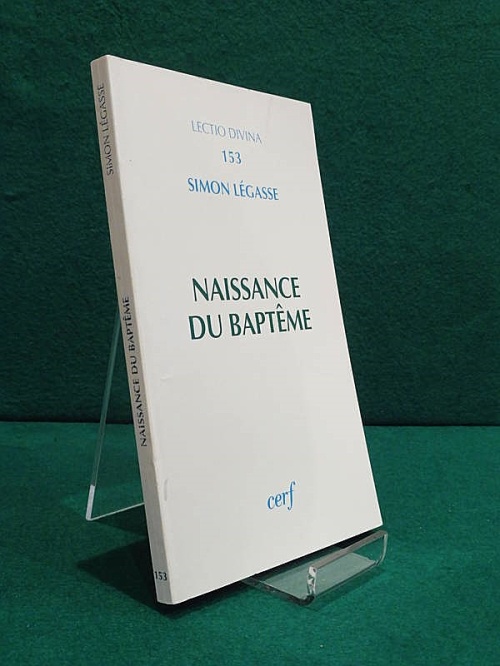 LECTIO DIVINA
153
SIMON LÉGASSE
NAISSANCE
DU BAPTÊME
cerf
SIMON LÉGASSE
NAISSANCE DU BAPTÊME
153